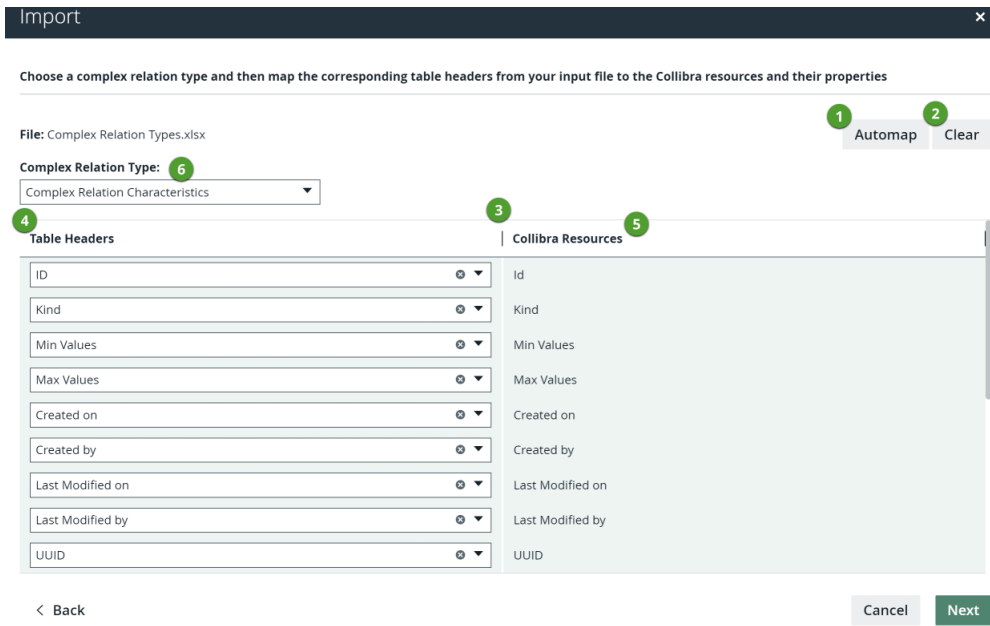 Import
Choose a complex relation type and then map the corresponding table headers from your input file to the Collibra resources and their properties
1 2
File: Complex Relation Types.xlsx Automap Clear
Complex Relation Type: 6
Complex Relation Characteristics
4 3 5
Table Headers Collibra Resources
ID Id
Kind Kind
Min Values Min Values
Max Values Max Values
Created on Created on
Created by Created by
Last Modified on Last Modified on
Last Modified by Last Modified by
UUID UUID
Back Cancel Next